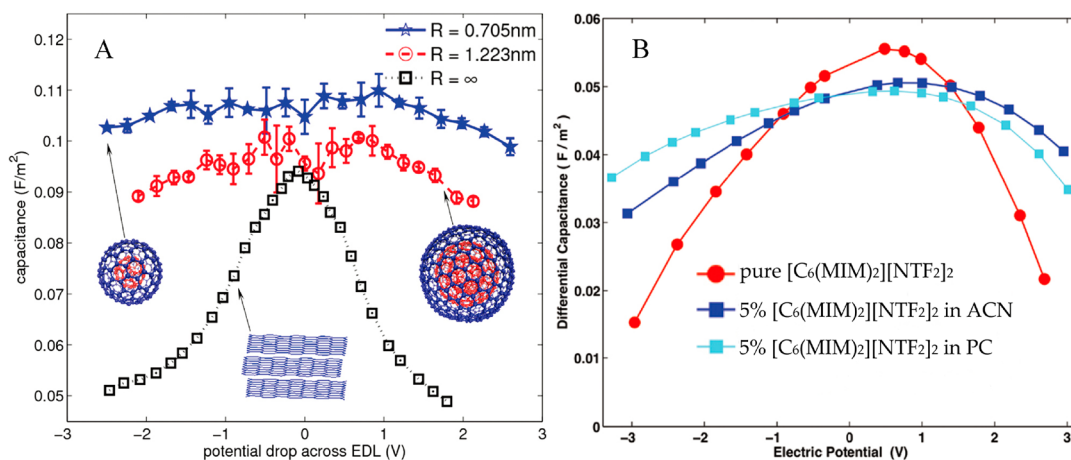 A
R = 0.705nm
R = 1.223nm
R = ∞
0.12
0.11
0.1
0.09
0.08
0.07
0.06
0.05
capacitance (F/m²)
−3
−2
−1
0
1
2
3
potential drop across EDL (V)
B
0.06
0.05
0.04
0.03
0.02
0.01
0
Differential Capacitance ( F / m² )
pure [C₆(MIM)₂][NTF₂]₂
5% [C₆(MIM)₂][NTF₂]₂ in ACN
5% [C₆(MIM)₂][NTF₂]₂ in PC
-3
-2
-1
0
1
2
3
Electric Potential (V)